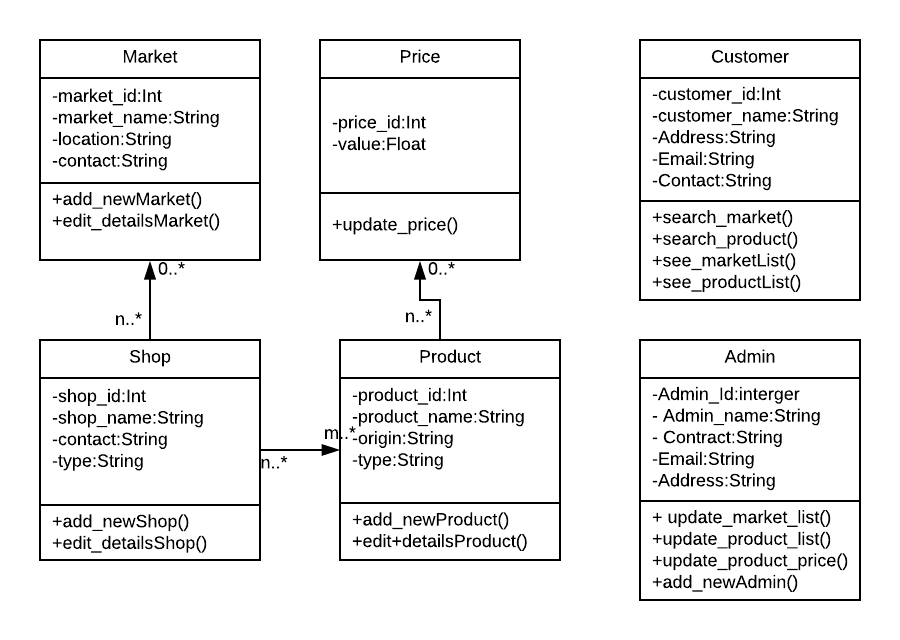 Market
-market_id:Int
-market_name:String
-location:String
-contact:String
+add_newMarket()
+edit_detailsMarket()
Price
-price_id:Int
-value:Float
+update_price()
Customer
-customer_id:Int
-customer_name:String
-Address:String
-Email:String
-Contact:String
+search_market()
+search_product()
+see_marketList()
+see_productList()
0..*
n..*
0..*
n..*
Shop
-shop_id:Int
-shop_name:String
-contact:String
-type:String
+add_newShop()
+edit_detailsShop()
n..*
m..*
Product
-product_id:Int
-product_name:String
-origin:String
-type:String
+add_newProduct()
+edit+detailsProduct()
Admin
-Admin_Id:interger
- Admin_name:String
- Contract:String
-Email:String
-Address:String
+ update_market_list()
+update_product_list()
+update_product_price()
+add_newAdmin()